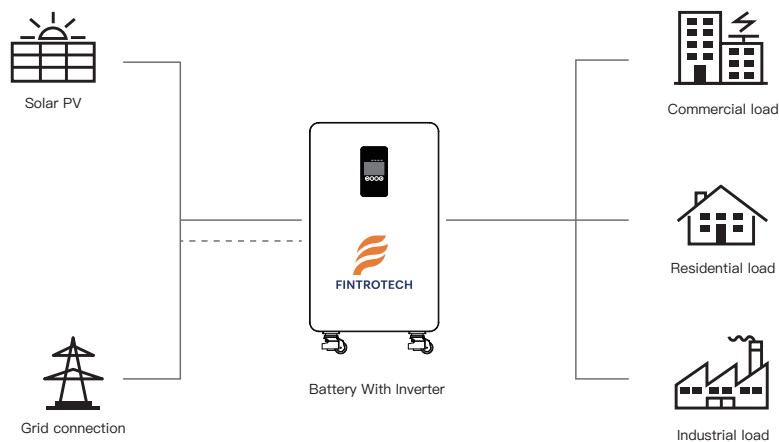 Solar PV
Commercial load
FINTROTECH
Residential load
Battery With Inverter
Grid connection
Industrial load